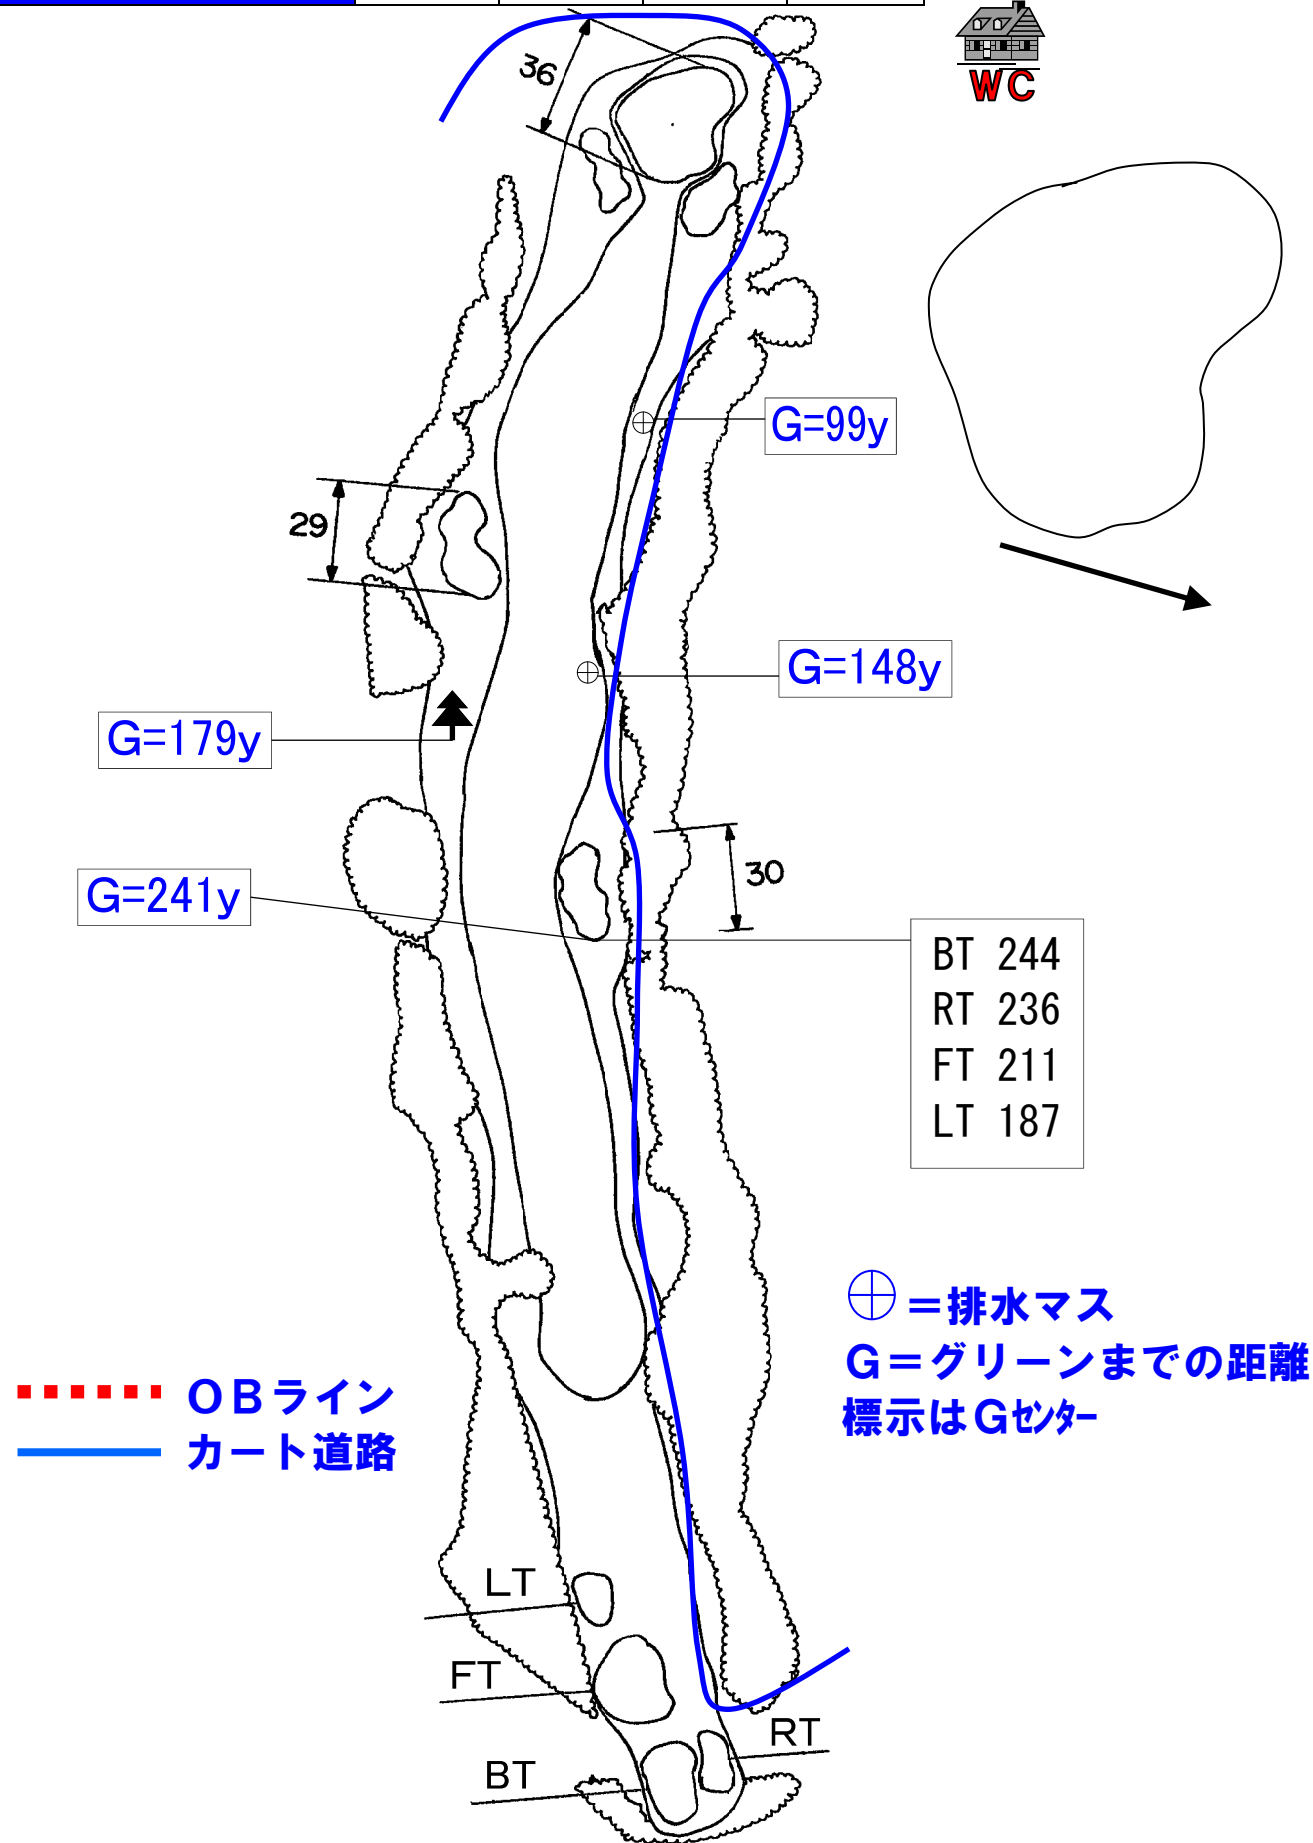 WC
36
G=99y
29
G=148y
G=179y
30
G=241y
BT 244
RT 236
FT 211
LT 187
⊕=排水マス
G=グリーンまでの距離
標示はGｾﾝﾀｰ
OBライン
カート道路
LT
FT
RT
BT